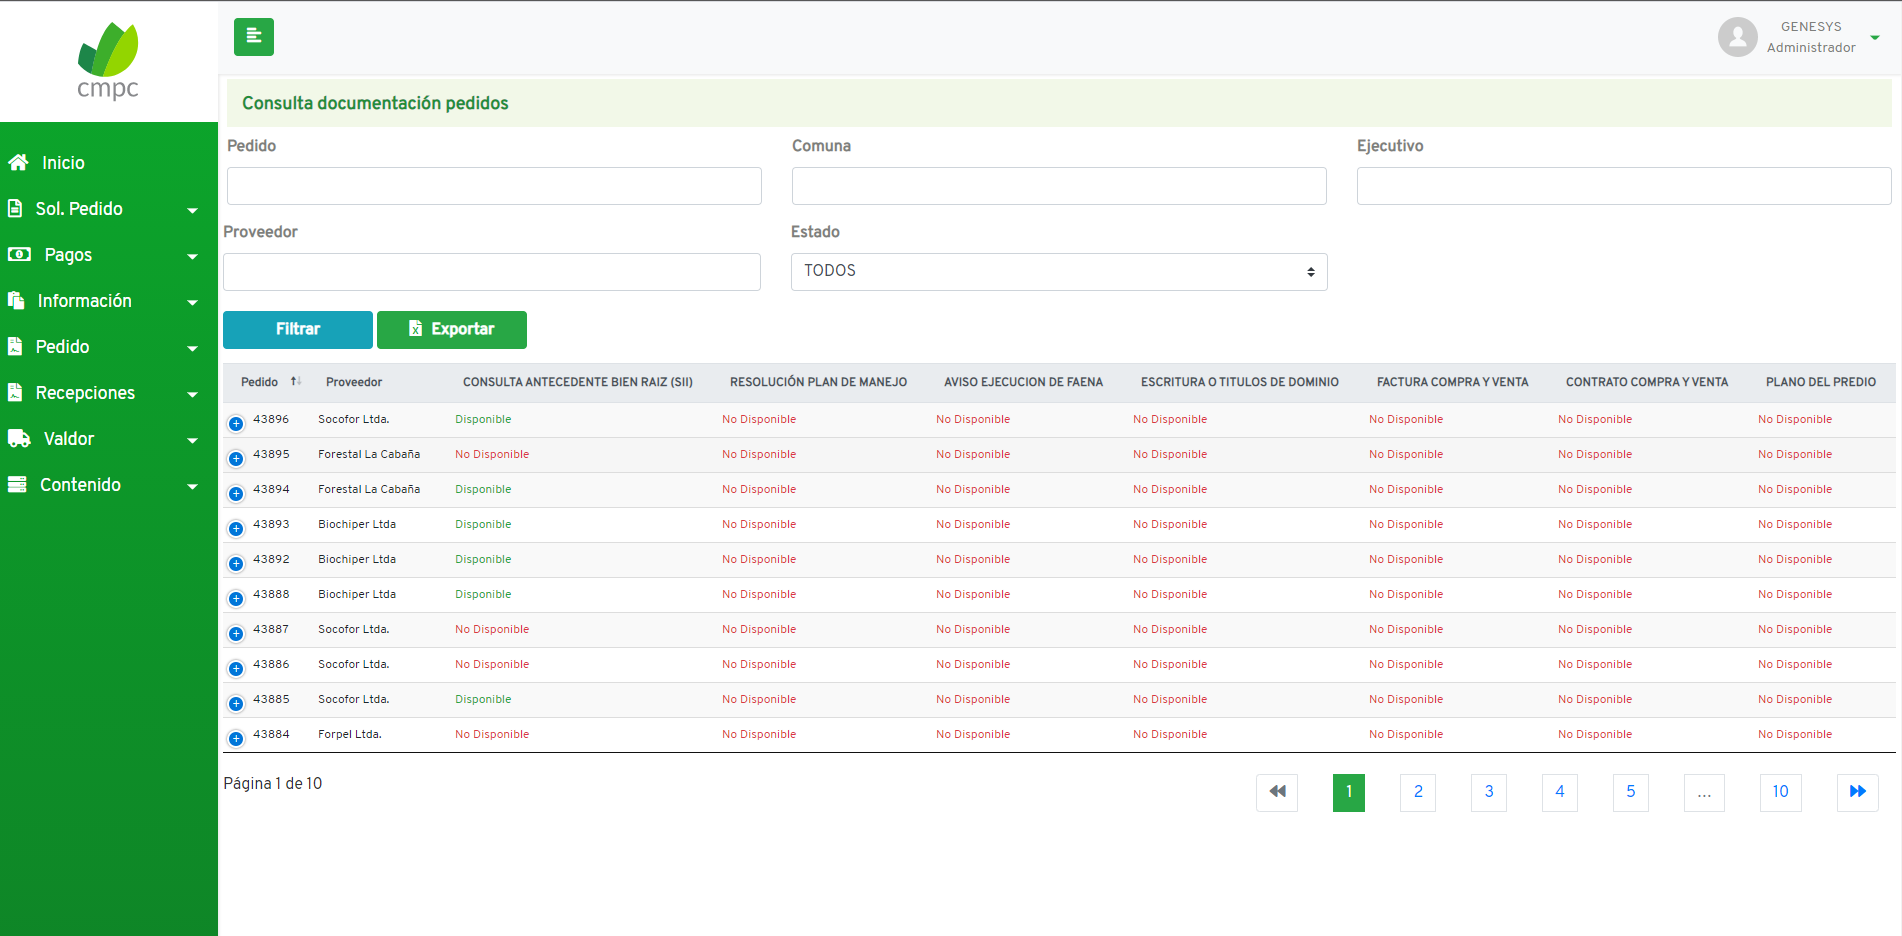 cmpc
GENESYS
Administrador
Inicio
Sol. Pedido
Pagos
Información
Pedido
Recepciones
Valdor
Contenido
Consulta documentación pedidos
Pedido Comuna Ejecutivo
Proveedor Estado
TODOS
Filtrar Exportar
Pedido Proveedor CONSULTA ANTECEDENTE BIEN RAIZ (SII) RESOLUCIÓN PLAN DE MANEJO AVISO EJECUCION DE FAENA ESCRITURA O TITULOS DE DOMINIO FACTURA COMPRA Y VENTA CONTRATO COMPRA Y VENTA PLANO DEL PREDIO
43896 Socofor Ltda. Disponible No Disponible No Disponible No Disponible No Disponible No Disponible No Disponible
43895 Forestal La Cabaña No Disponible No Disponible No Disponible No Disponible No Disponible No Disponible No Disponible
43894 Forestal La Cabaña Disponible No Disponible No Disponible No Disponible No Disponible No Disponible No Disponible
43893 Biochiper Ltda Disponible No Disponible No Disponible No Disponible No Disponible No Disponible No Disponible
43892 Biochiper Ltda Disponible No Disponible No Disponible No Disponible No Disponible No Disponible No Disponible
43888 Biochiper Ltda Disponible No Disponible No Disponible No Disponible No Disponible No Disponible No Disponible
43887 Socofor Ltda. No Disponible No Disponible No Disponible No Disponible No Disponible No Disponible No Disponible
43886 Socofor Ltda. No Disponible No Disponible No Disponible No Disponible No Disponible No Disponible No Disponible
43885 Socofor Ltda. Disponible No Disponible No Disponible No Disponible No Disponible No Disponible No Disponible
43884 Forpel Ltda. No Disponible No Disponible No Disponible No Disponible No Disponible No Disponible No Disponible
Página 1 de 10 1 2 3 4 5 ... 10